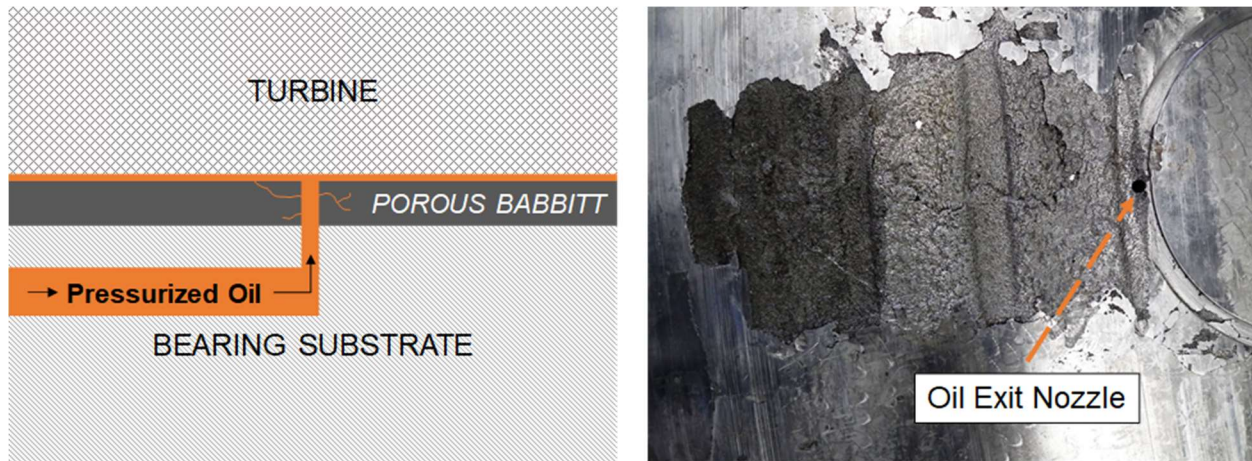 TURBINE
POROUS BABBITT
Pressurized Oil
BEARING SUBSTRATE
Oil Exit Nozzle